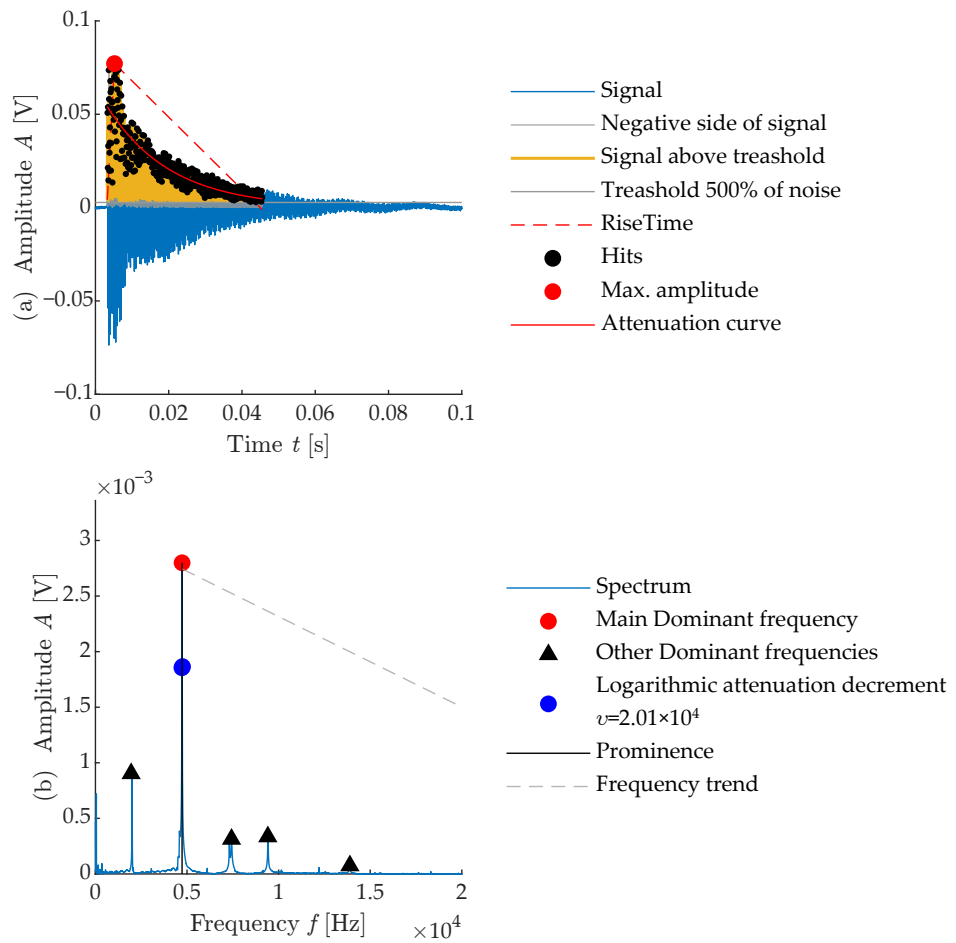 0.1
0.05
0
−0.05
−0.1
(a) Amplitude A [V]
0 0.02 0.04 0.06 0.08 0.1
Time t [s]
Signal
Negative side of signal
Signal above treashold
Treashold 500% of noise
RiseTime
Hits
Max. amplitude
Attenuation curve
×10⁻³
3
2.5
2
1.5
1
0.5
0
(b) Amplitude A [V]
0 0.5 1 1.5 2
Frequency f [Hz]
×10⁴
Spectrum
Main Dominant frequency
Other Dominant frequencies
Logarithmic attenuation decrement
υ=2.01×10⁴
Prominence
Frequency trend